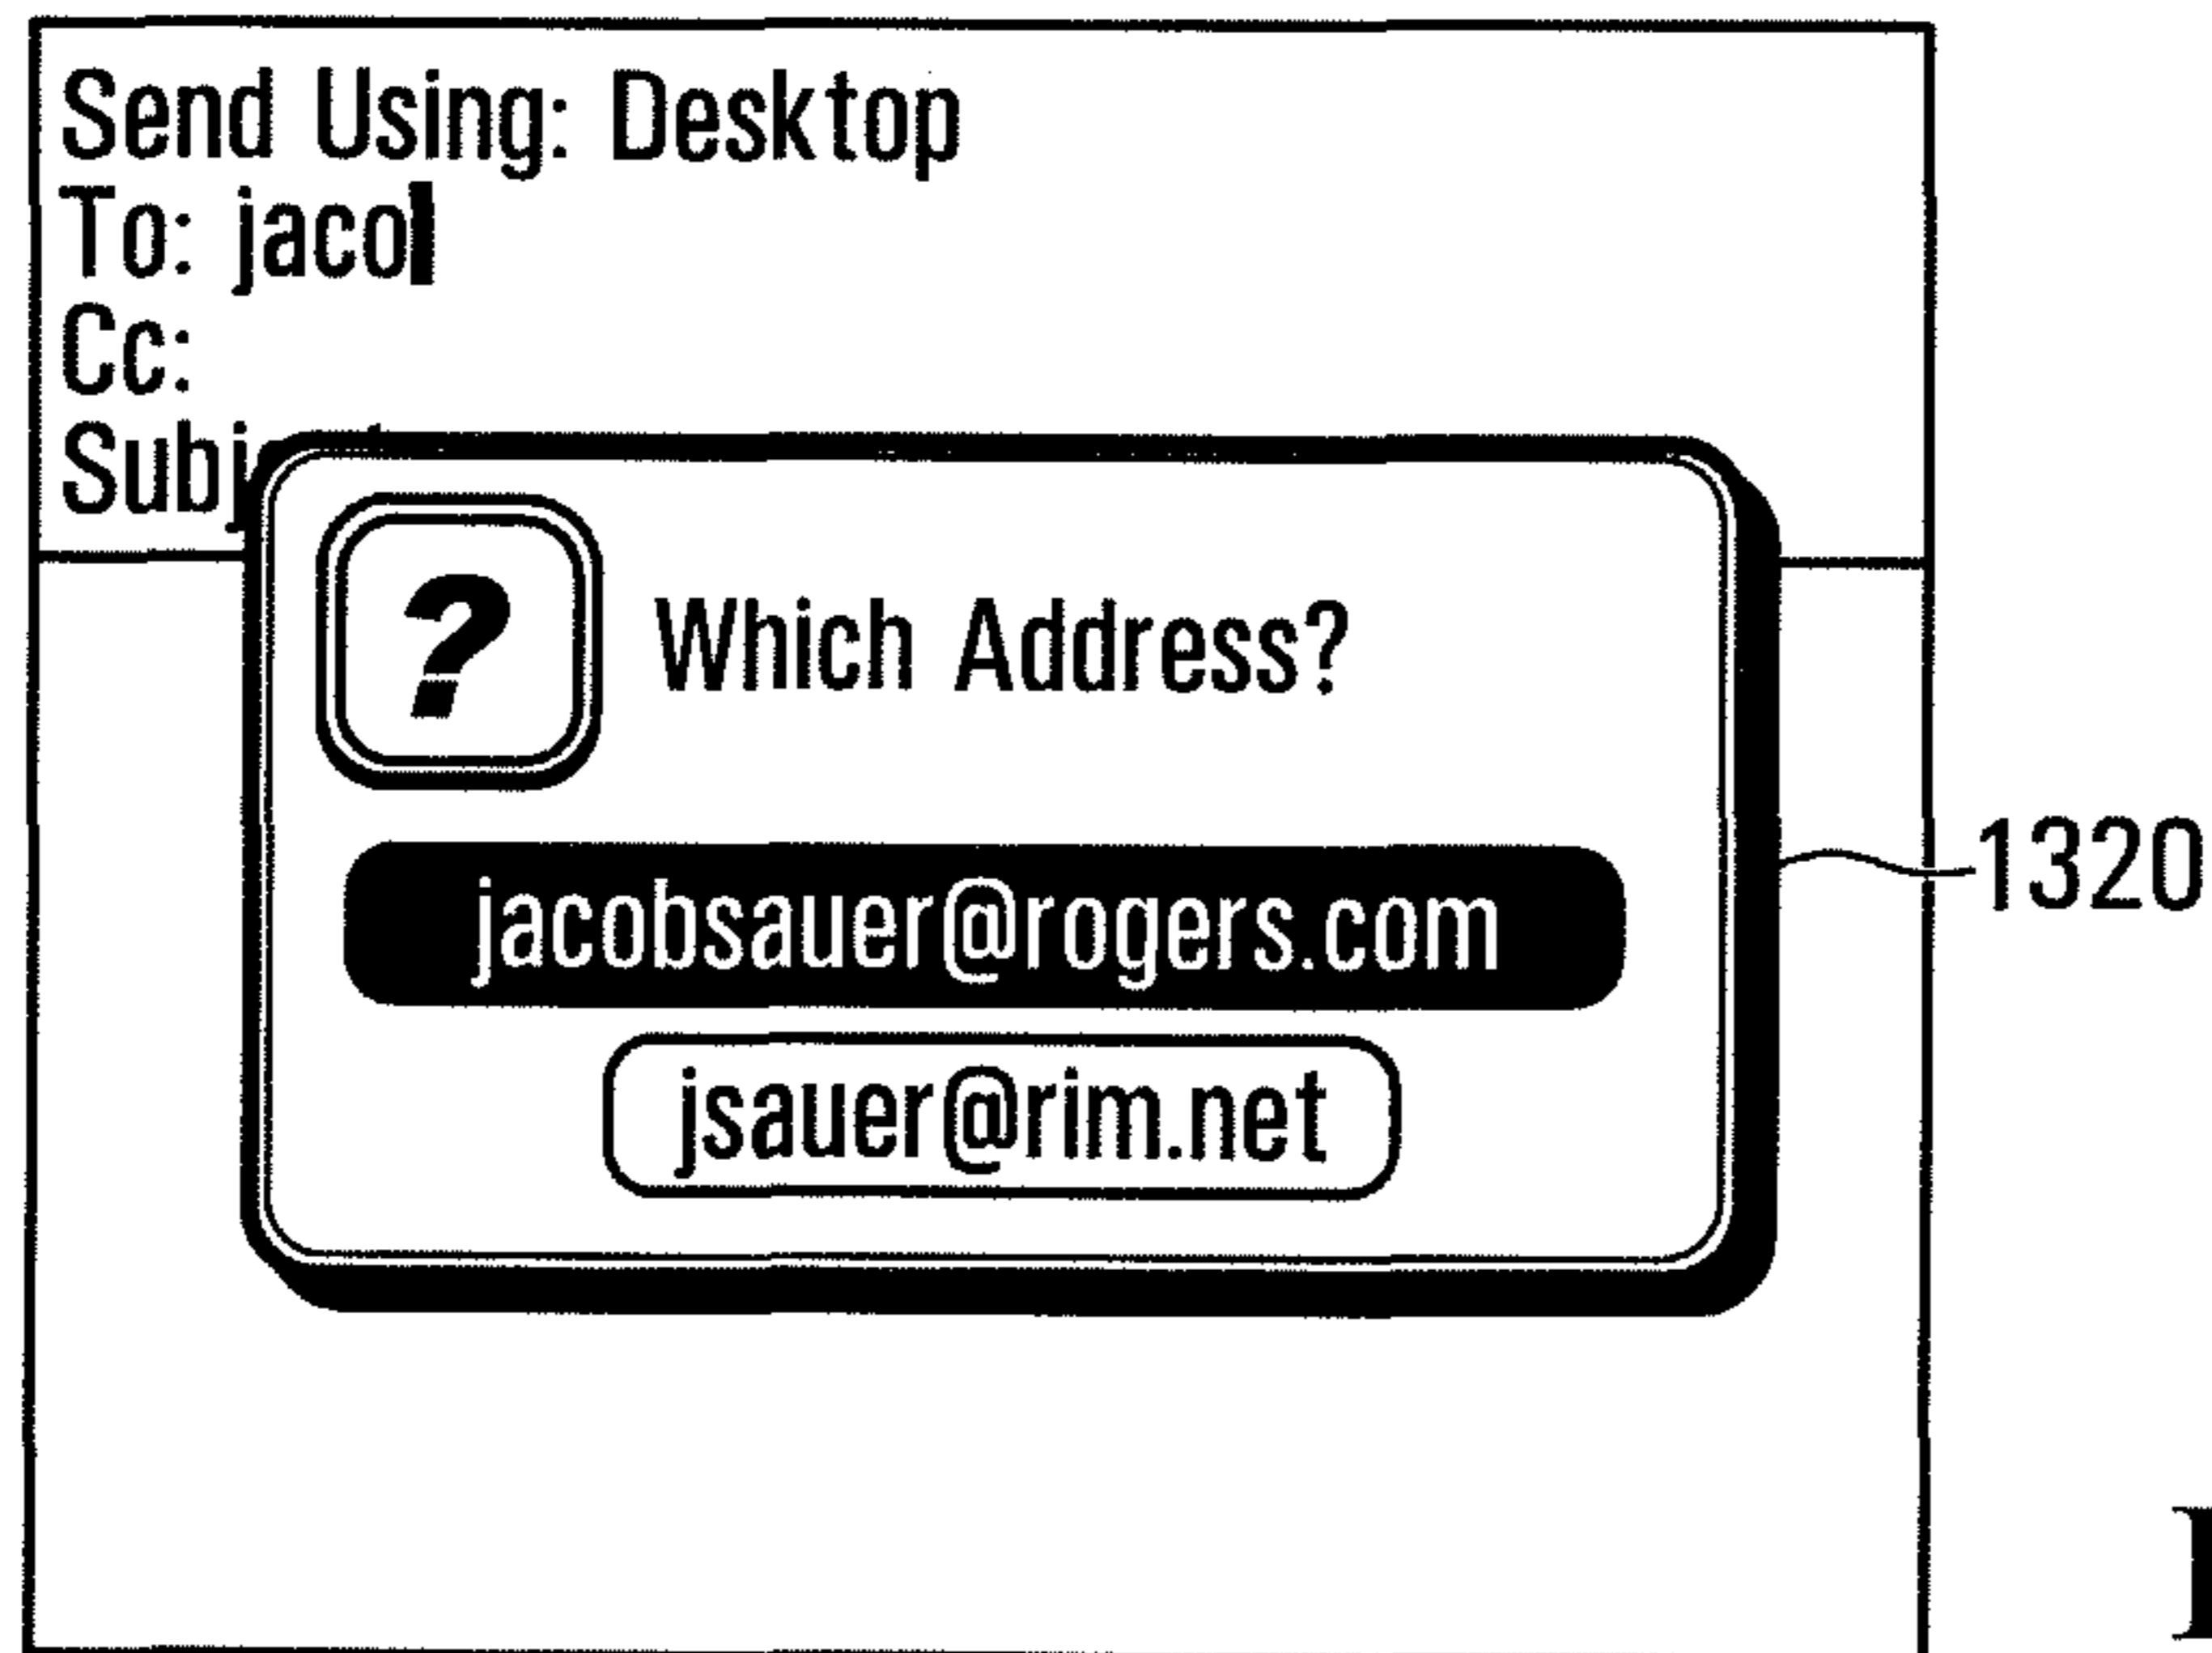 Send Using: Desktop
To: jaco
Cc:
Subj
? Which Address?
jacobsauer@rogers.com
1320
jsauer@rim.net